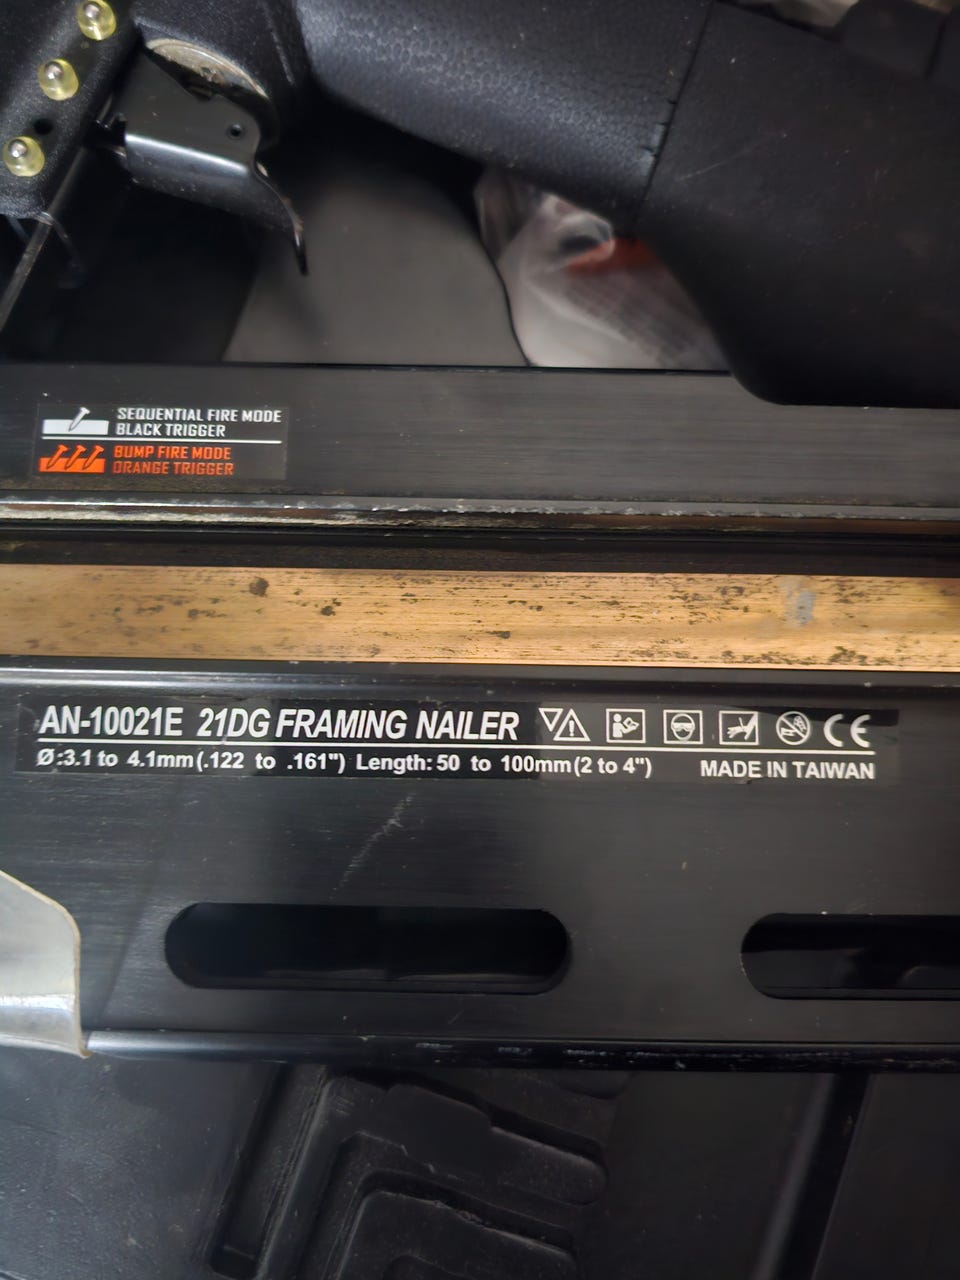 SEQUENTIAL FIRE MODE
BLACK TRIGGER
BUMP FIRE MODE
ORANGE TRIGGER
AN-10021E 21DG FRAMING NAILER CE
Ø:3.1 to 4.1mm(.122 to .161") Length:50 to 100mm(2 to 4") MADE IN TAIWAN